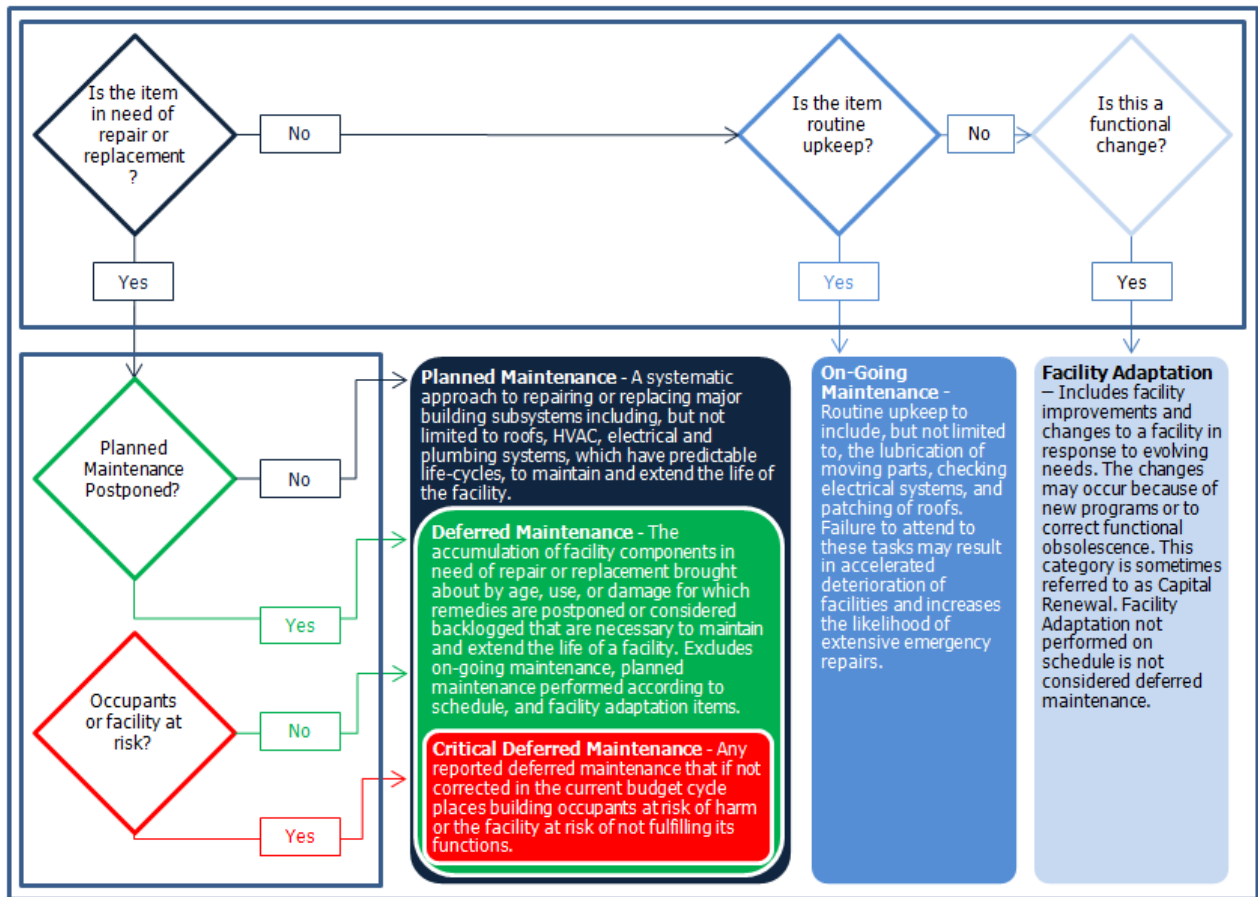 Is the item
in need of
repair or
replacement
?
No
Is the item
routine
upkeep?
No
Is this a
functional
change?
Yes
Yes
Yes
Planned
Maintenance
Postponed?
No
Yes
Occupants
or facility at
risk?
No
Yes
Planned Maintenance - A systematic
approach to repairing or replacing major
building subsystems including, but not
limited to roofs, HVAC, electrical and
plumbing systems, which have predictable
life-cycles, to maintain and extend the life of
the facility.
Deferred Maintenance - The
accumulation of facility components in
need of repair or replacement brought
about by age, use, or damage for which
remedies are postponed or considered
backlogged that are necessary to maintain
and extend the life of a facility. Excludes
on-going maintenance, planned
maintenance performed according to
schedule, and facility adaptation items.
Critical Deferred Maintenance - Any
reported deferred maintenance that if not
corrected in the current budget cycle
places building occupants at risk of harm
or the facility at risk of not fulfilling its
functions.
On-Going
Maintenance -
Routine upkeep to
include, but not limited
to, the lubrication of
moving parts, checking
electrical systems, and
patching of roofs.
Failure to attend to
these tasks may result
in accelerated
deterioration of
facilities and increases
the likelihood of
extensive emergency
repairs.
Facility Adaptation
– Includes facility
improvements and
changes to a facility in
response to evolving
needs. The changes
may occur because of
new programs or to
correct functional
obsolescence. This
category is sometimes
referred to as Capital
Renewal. Facility
Adaptation not
performed on
schedule is not
considered deferred
maintenance.